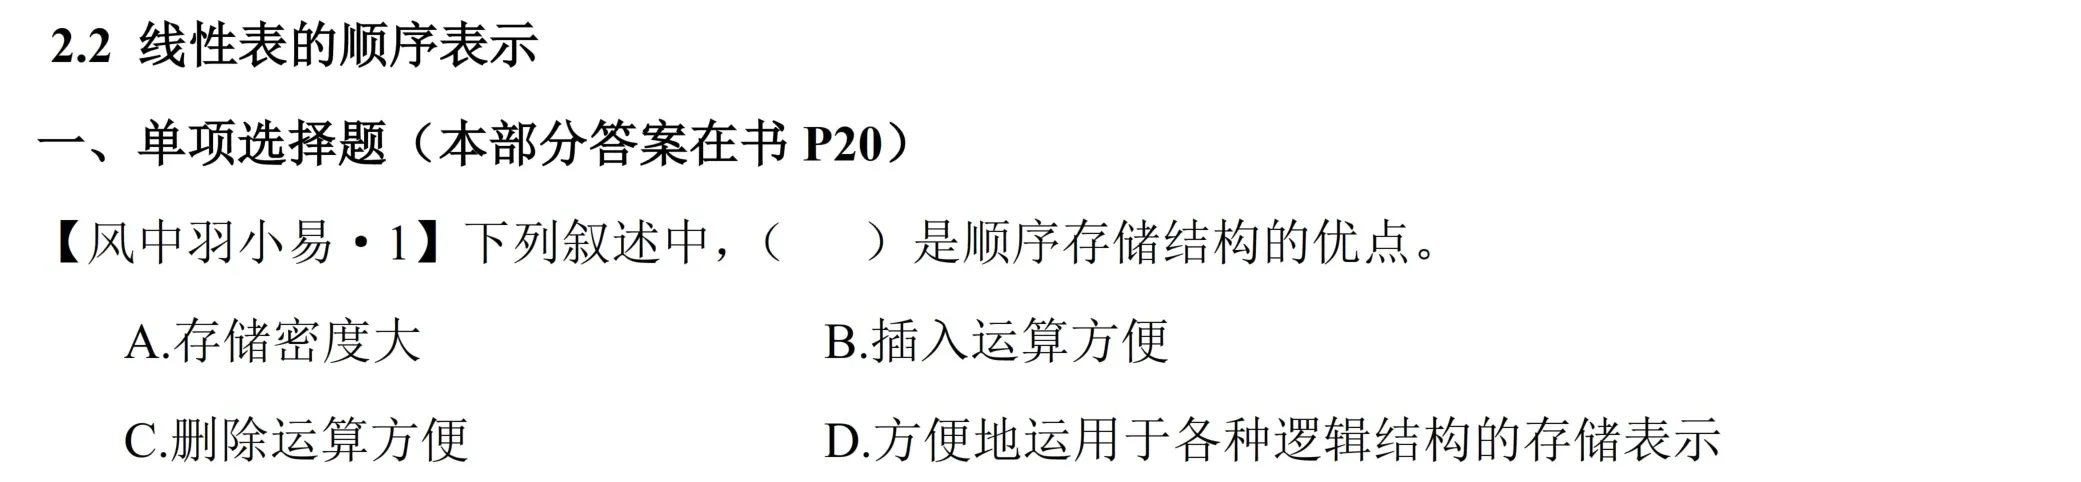 2.2 线性表的顺序表示
一、单项选择题（本部分答案在书 P20）
【风中羽小易·1】下列叙述中，（　　）是顺序存储结构的优点。
A.存储密度大　　B.插入运算方便
C.删除运算方便　　D.方便地运用于各种逻辑结构的存储表示